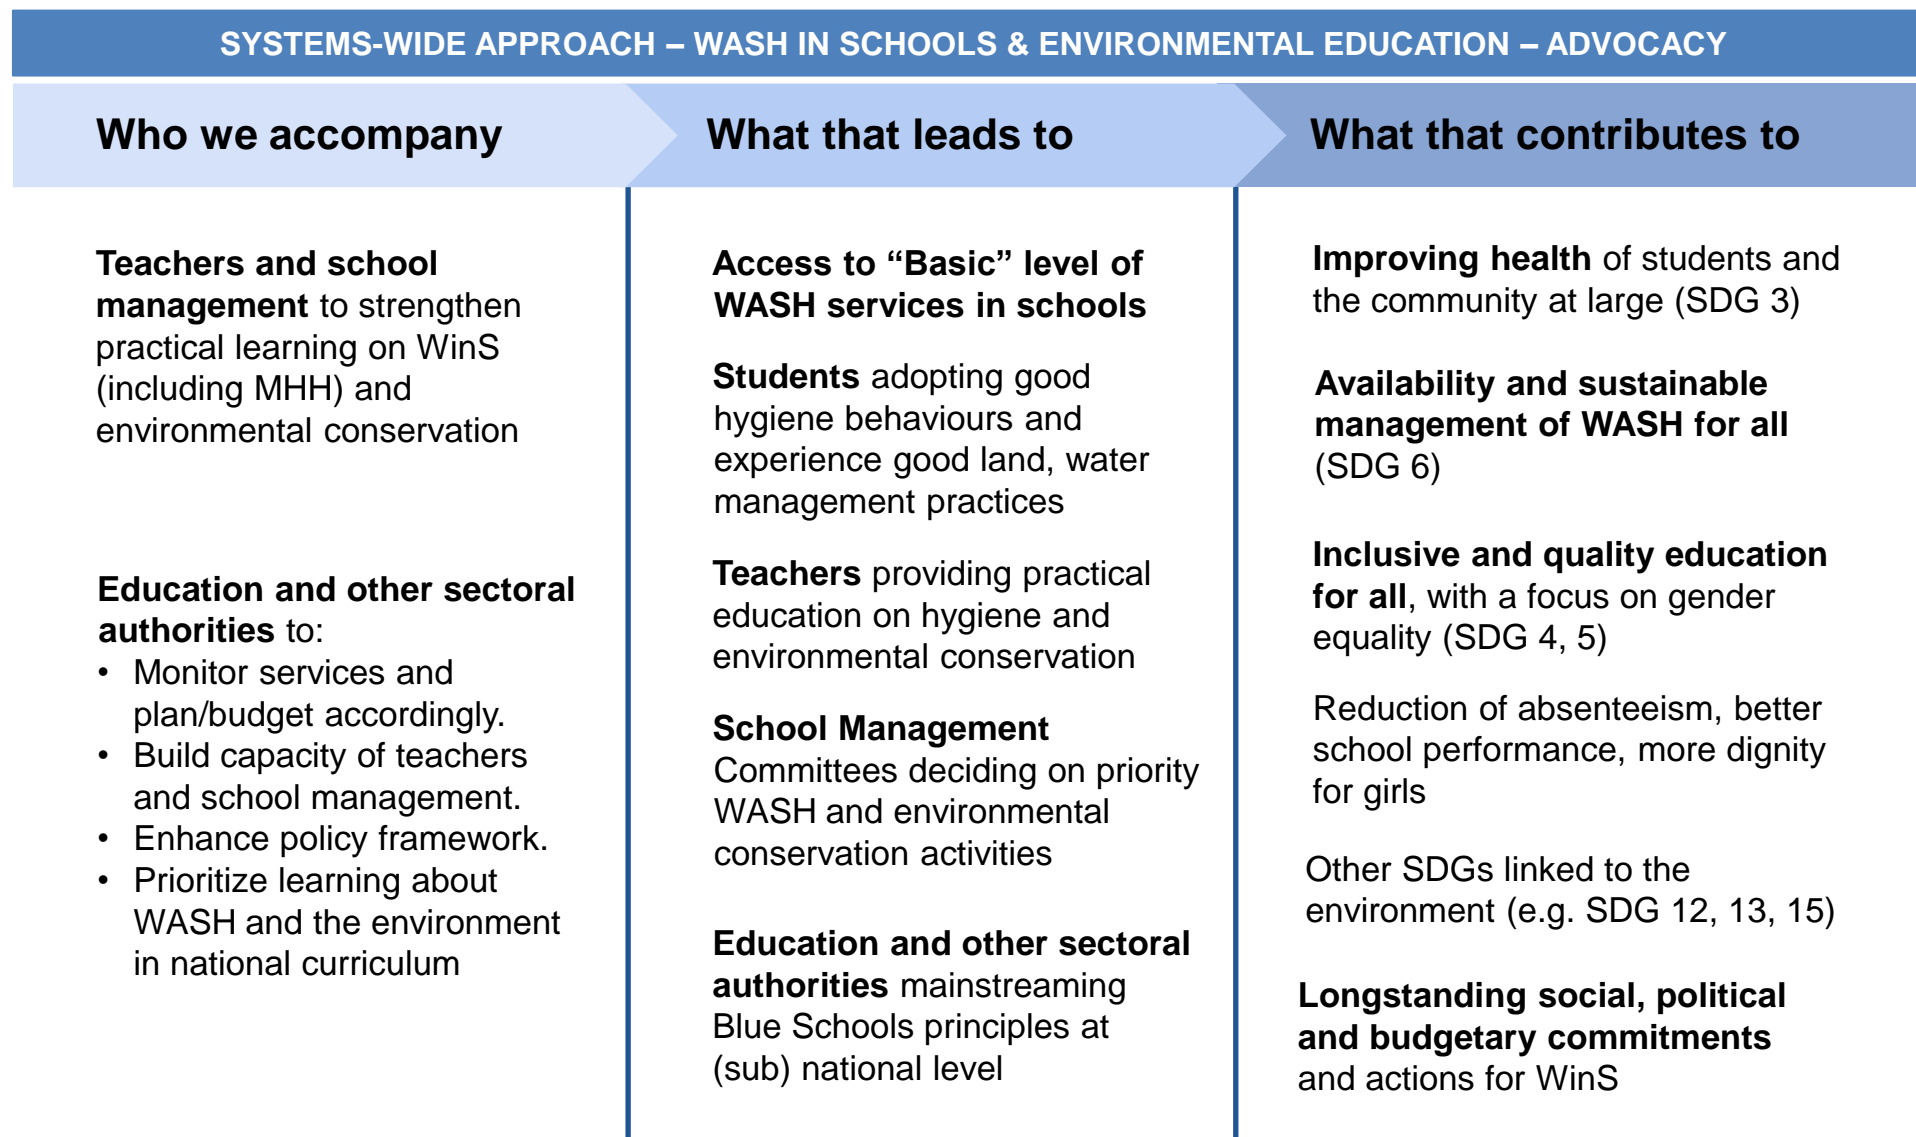 SYSTEMS-WIDE APPROACH – WASH IN SCHOOLS & ENVIRONMENTAL EDUCATION – ADVOCACY
Who we accompany
Teachers and school
management to strengthen
practical learning on WinS
(including MHH) and
environmental conservation
Education and other sectoral
authorities to:
• Monitor services and
plan/budget accordingly.
• Build capacity of teachers
and school management.
• Enhance policy framework.
• Prioritize learning about
WASH and the environment
in national curriculum
What that leads to
Access to “Basic” level of
WASH services in schools
Students adopting good
hygiene behaviours and
experience good land, water
management practices
Teachers providing practical
education on hygiene and
environmental conservation
School Management
Committees deciding on priority
WASH and environmental
conservation activities
Education and other sectoral
authorities mainstreaming
Blue Schools principles at
(sub) national level
What that contributes to
Improving health of students and
the community at large (SDG 3)
Availability and sustainable
management of WASH for all
(SDG 6)
Inclusive and quality education
for all, with a focus on gender
equality (SDG 4, 5)
Reduction of absenteeism, better
school performance, more dignity
for girls
Other SDGs linked to the
environment (e.g. SDG 12, 13, 15)
Longstanding social, political
and budgetary commitments
and actions for WinS